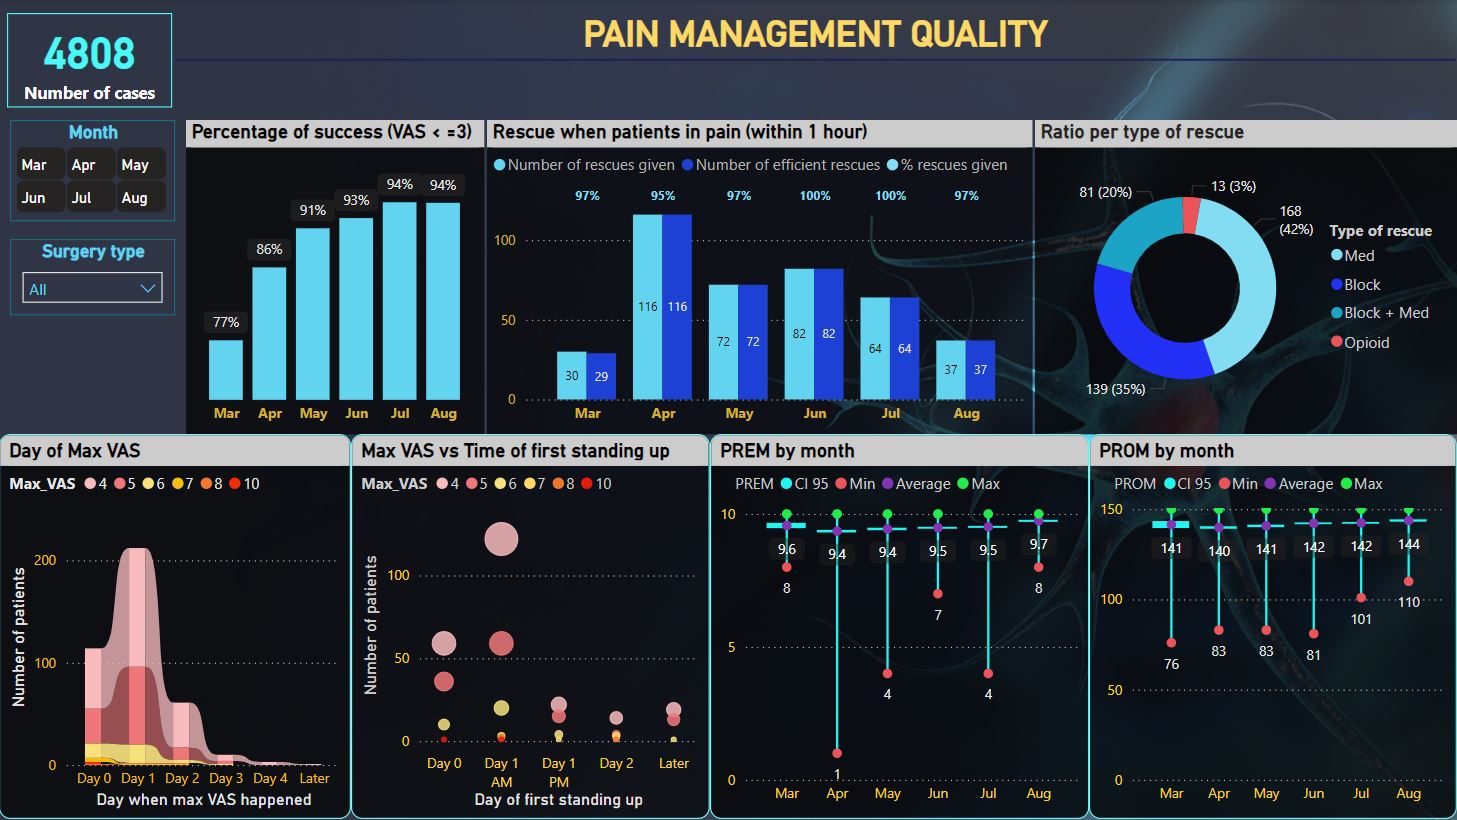 PAIN MANAGEMENT QUALITY
4808
Number of cases
Month
Mar Apr May
Jun Jul Aug
Surgery type
All
Percentage of success (VAS < =3)
77% 86% 91% 93% 94% 94%
Mar Apr May Jun Jul Aug
Rescue when patients in pain (within 1 hour)
Number of rescues given Number of efficient rescues % rescues given
97% 95% 97% 100% 100% 97%
100
50
0
30 29 116 116 72 72 82 82 64 64 37 37
Mar Apr May Jun Jul Aug
Ratio per type of rescue
81 (20%)
13 (3%)
168
(42%)
139 (35%)
Type of rescue
Med
Block
Block + Med
Opioid
Day of Max VAS
Max_VAS 4 5 6 7 8 10
Number of patients
200
100
0
Day 0 Day 1 Day 2 Day 3 Day 4 Later
Day when max VAS happened
Max VAS vs Time of first standing up
Max_VAS 4 5 6 7 8 10
Number of patients
100
50
0
Day 0 Day 1 AM Day 1 PM Day 2 Later
Day of first standing up
PREM by month
PREM CI 95 Min Average Max
10
5
0
9.6 9.4 9.4 9.5 9.5 9.7
8 1 4 7 4 8
Mar Apr May Jun Jul Aug
PROM by month
PROM CI 95 Min Average Max
150
100
50
0
141 140 141 142 142 144
76 83 83 81 101 110
Mar Apr May Jun Jul Aug